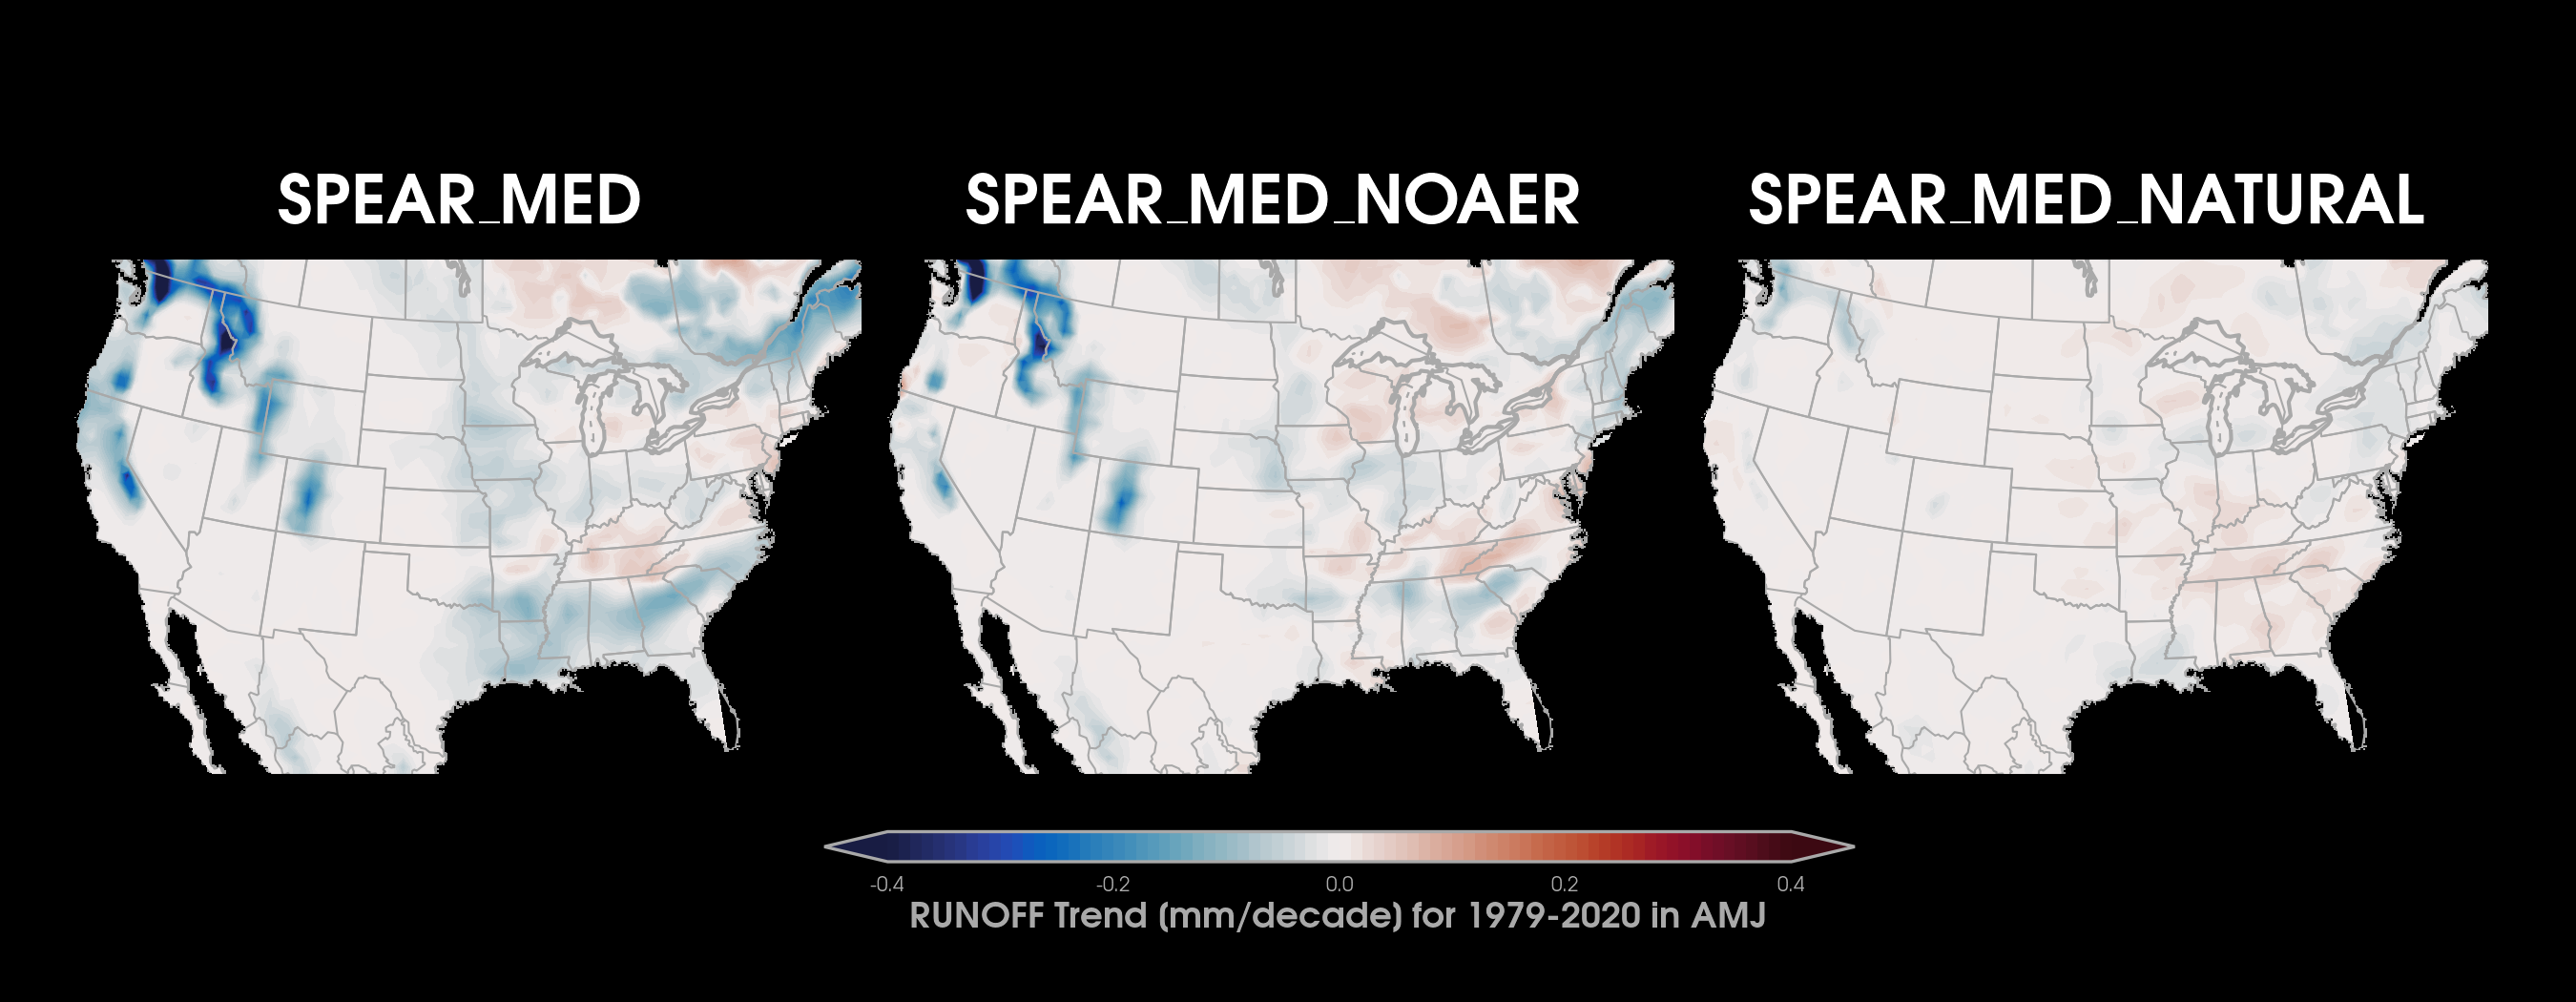 SPEAR_MED SPEAR_MED_NOAER SPEAR_MED_NATURAL
-0.4 -0.2 0.0 0.2 0.4
RUNOFF Trend (mm/decade) for 1979-2020 in AMJ